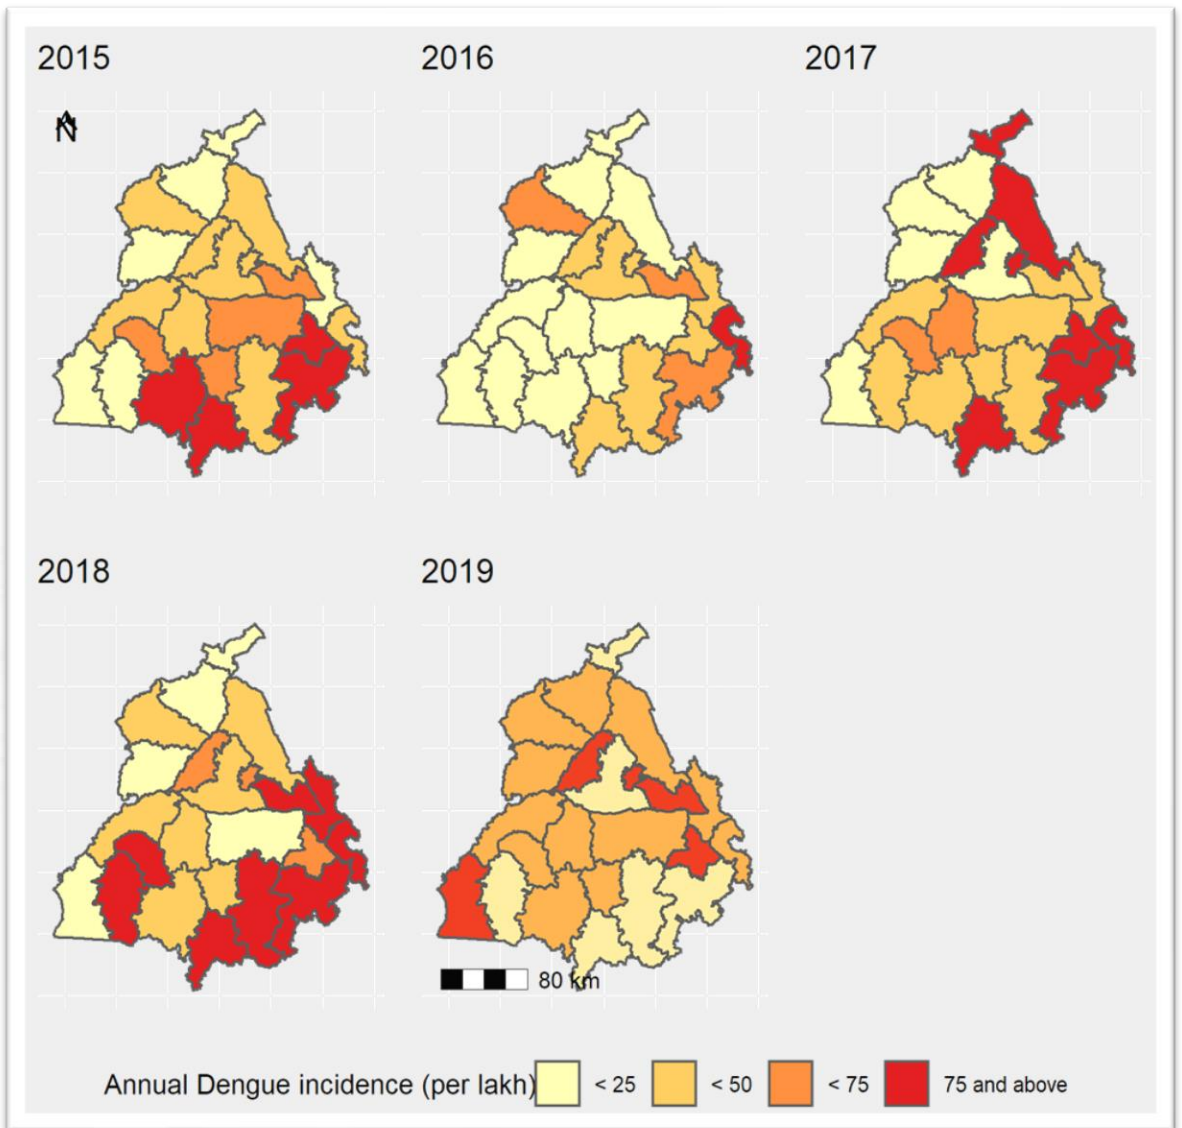 2015 2016 2017
N
2018 2019
80 km
Annual Dengue incidence (per lakh) < 25 < 50 < 75 75 and above